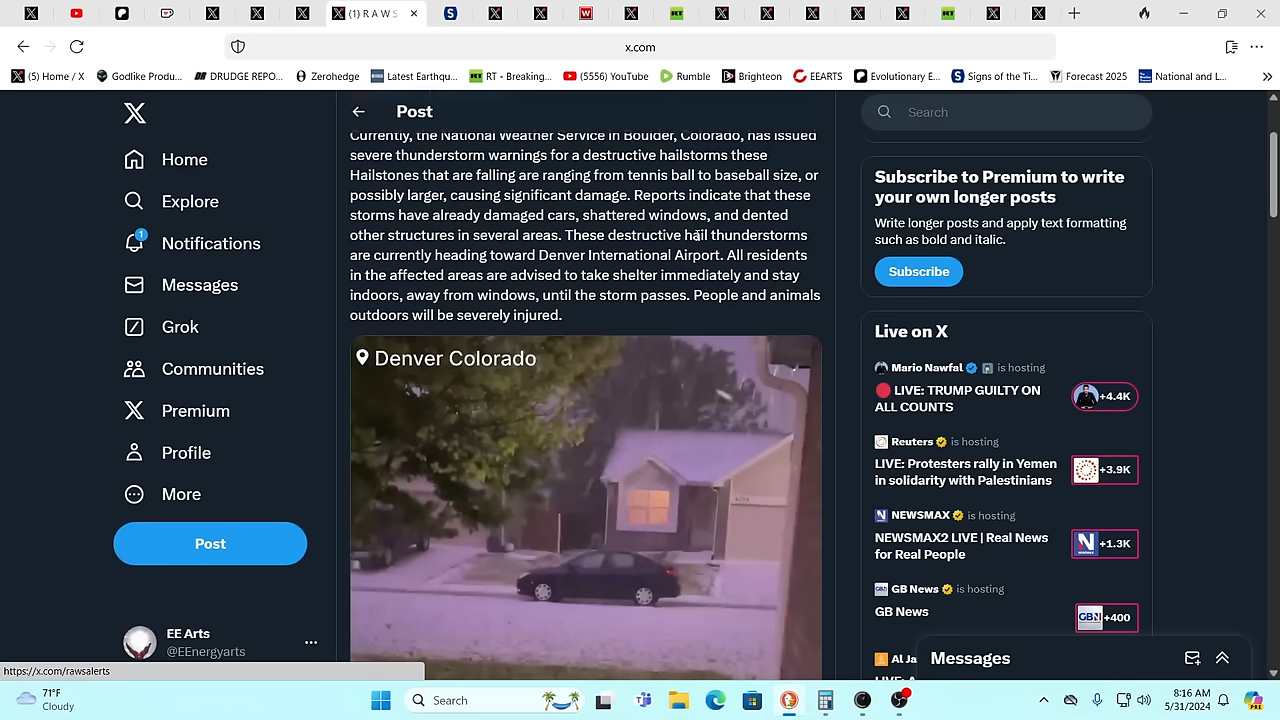 (1) R A W S
x.com
(5) Home / X
Godlike Produ...
DRUDGE REPO...
Zerohedge
Latest Earthqu...
RT - Breaking...
(5556) YouTube
Rumble
Brighteon
EEARTS
Evolutionary E...
Signs of the Ti...
Forecast 2025
National and L...
Home
Explore
1
Notifications
Messages
Grok
Communities
Premium
Profile
More
Post
EE Arts
@EEnergyarts
https://x.com/rawsalerts
Post
Currently, the National Weather Service in Boulder, Colorado, has issued
severe thunderstorm warnings for a destructive hailstorms these
Hailstones that are falling are ranging from tennis ball to baseball size, or
possibly larger, causing significant damage. Reports indicate that these
storms have already damaged cars, shattered windows, and dented
other structures in several areas. These destructive hail thunderstorms
are currently heading toward Denver International Airport. All residents
in the affected areas are advised to take shelter immediately and stay
indoors, away from windows, until the storm passes. People and animals
outdoors will be severely injured.
Denver Colorado
Search
Subscribe to Premium to write
your own longer posts
Write longer posts and apply text formatting
such as bold and italic.
Subscribe
Live on X
Mario Nawfal is hosting
LIVE: TRUMP GUILTY ON
ALL COUNTS
+4.4K
Reuters is hosting
LIVE: Protesters rally in Yemen
in solidarity with Palestinians
+3.9K
NEWSMAX is hosting
NEWSMAX2 LIVE | Real News
for Real People
+1.3K
GB News is hosting
GB News
+400
Al Ja
Messages
71°F
Cloudy
Search
8:16 AM
5/31/2024